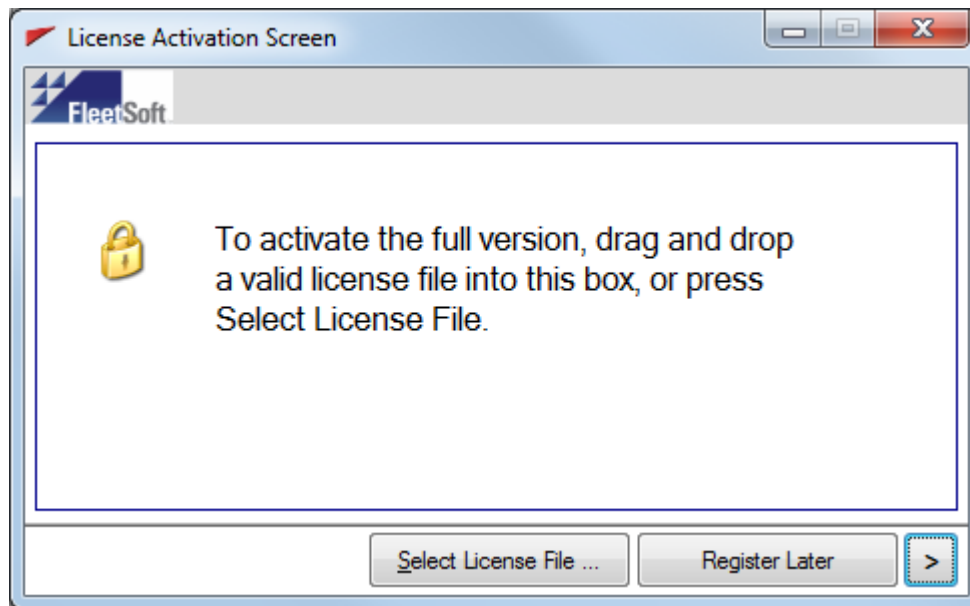 License Activation Screen
FleetSoft
To activate the full version, drag and drop
a valid license file into this box, or press
Select License File.
Select License File ...
Register Later
>